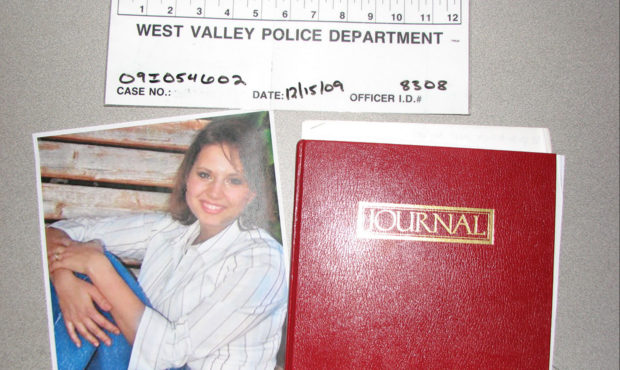 1 2 3 4 5 6 7 8 9 10 11 12
WEST VALLEY POLICE DEPARTMENT
09I054602 12/15/09 8308
CASE NO.: DATE: OFFICER I.D.#
JOURNAL